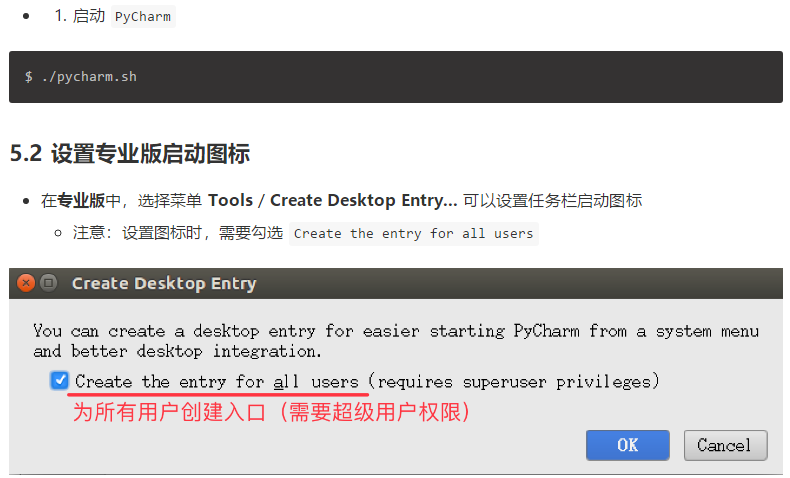 1. 启动 PyCharm
$ ./pycharm.sh
5.2 设置专业版启动图标
在专业版中，选择菜单 Tools / Create Desktop Entry... 可以设置任务栏启动图标
注意：设置图标时，需要勾选 Create the entry for all users
Create Desktop Entry
You can create a desktop entry for easier starting PyCharm from a system menu
and better desktop integration.
Create the entry for all users (requires superuser privileges)
为所有用户创建入口（需要超级用户权限）
OK Cancel